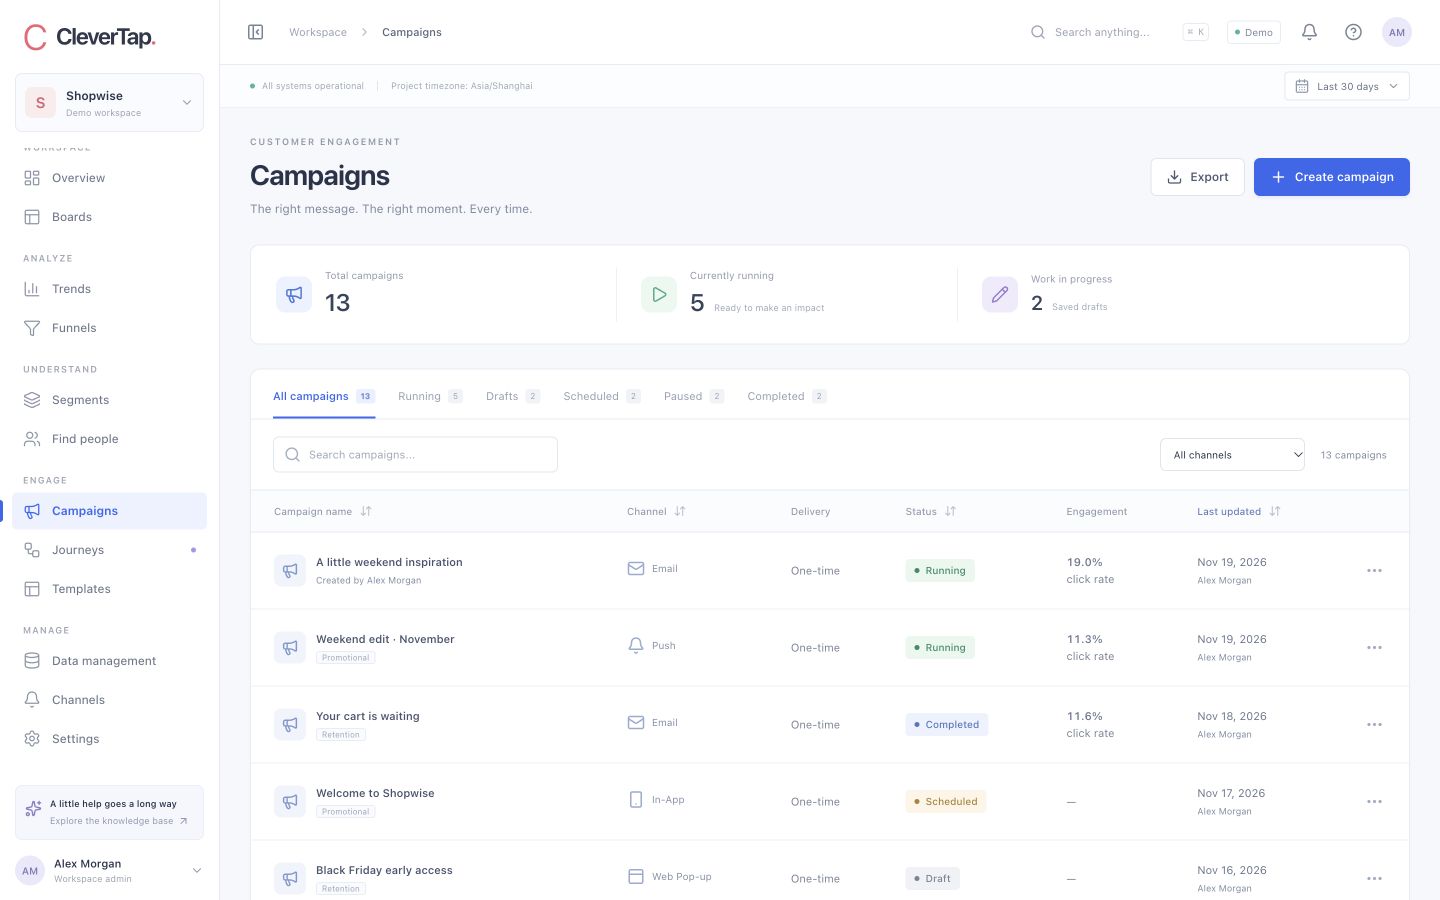 CleverTap.
S
Shopwise
Demo workspace
WORKSPACE
Overview
Boards
ANALYZE
Trends
Funnels
UNDERSTAND
Segments
Find people
ENGAGE
Campaigns
Journeys
Templates
MANAGE
Data management
Channels
Settings
A little help goes a long way
Explore the knowledge base
AM
Alex Morgan
Workspace admin
Workspace
Campaigns
Search anything...
⌘ K
Demo
AM
All systems operational
Project timezone: Asia/Shanghai
Last 30 days
CUSTOMER ENGAGEMENT
Campaigns
The right message. The right moment. Every time.
Export
Create campaign
Total campaigns
13
Currently running
5 Ready to make an impact
Work in progress
2 Saved drafts
All campaigns 13 Running 5 Drafts 2 Scheduled 2 Paused 2 Completed 2
Search campaigns...
All channels
13 campaigns
Campaign name Channel Delivery Status Engagement Last updated
A little weekend inspiration
Created by Alex Morgan
Email
One-time
Running
19.0%
click rate
Nov 19, 2026
Alex Morgan
Weekend edit · November
Promotional
Push
One-time
Running
11.3%
click rate
Nov 19, 2026
Alex Morgan
Your cart is waiting
Retention
Email
One-time
Completed
11.6%
click rate
Nov 18, 2026
Alex Morgan
Welcome to Shopwise
Promotional
In-App
One-time
Scheduled
—
Nov 17, 2026
Alex Morgan
Black Friday early access
Retention
Web Pop-up
One-time
Draft
—
Nov 16, 2026
Alex Morgan